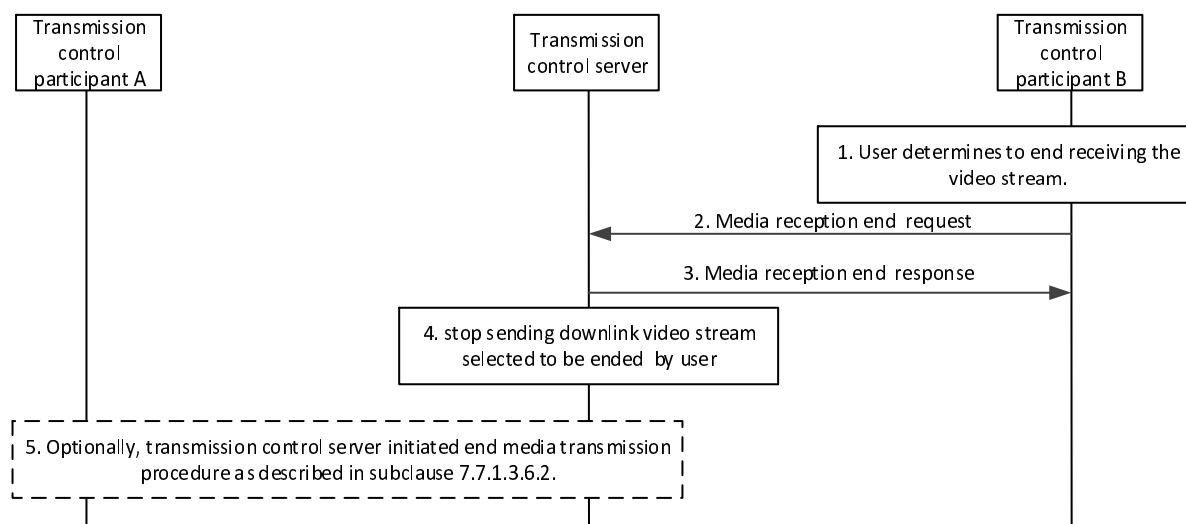 Transmission
control
participant A
Transmission
control server
Transmission
control
participant B
1. User determines to end receiving the
video stream.
2. Media reception end request
3. Media reception end response
4. stop sending downlink video stream
selected to be ended by user
5. Optionally, transmission control server initiated end media transmission
procedure as described in subclause 7.7.1.3.6.2.